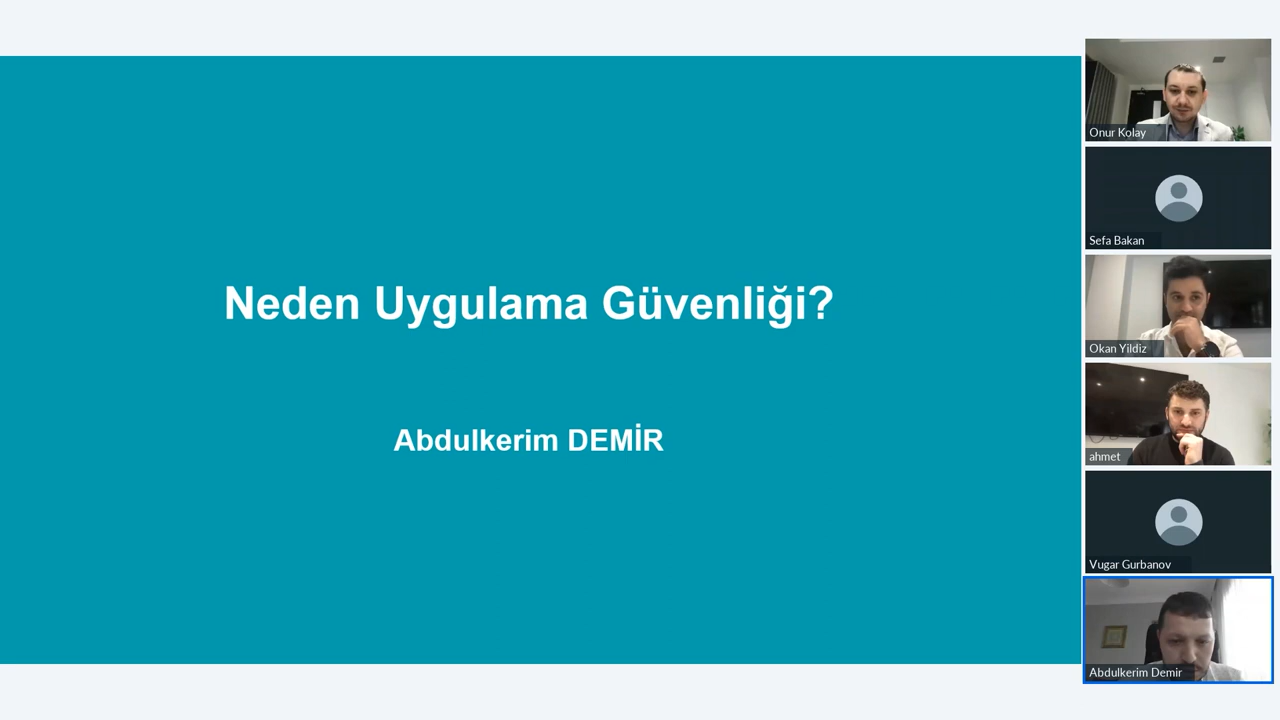 Neden Uygulama Güvenliği?
Abdulkerim DEMİR
Onur Kolay
Sefa Bakan
Okan Yildiz
ahmet
Vugar Gurbanov
Abdulkerim Demir